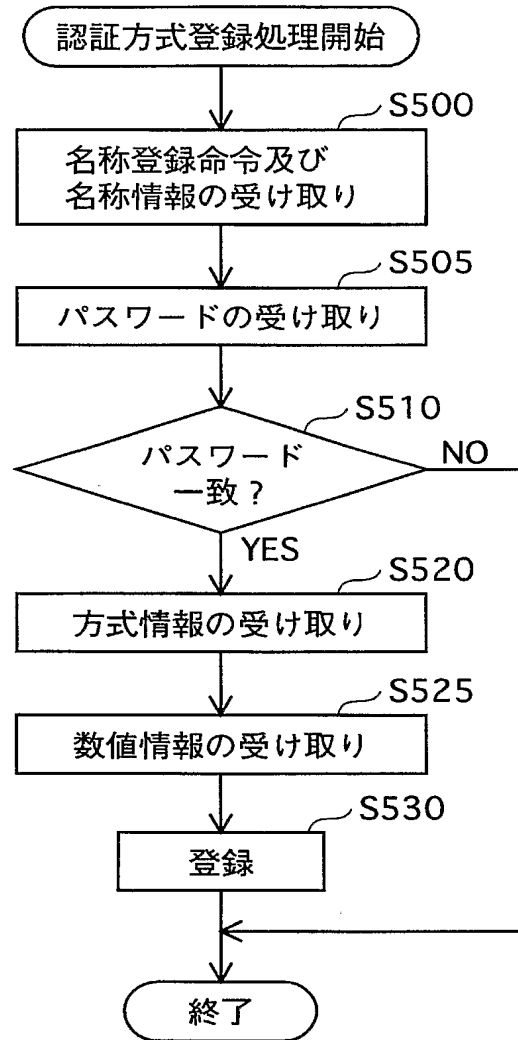 認証方式登録処理開始
S500
名称登録命令及び
名称情報の受け取り
S505
パスワードの受け取り
S510
パスワード
一致?
NO
YES
S520
方式情報の受け取り
S525
数値情報の受け取り
S530
登録
終了